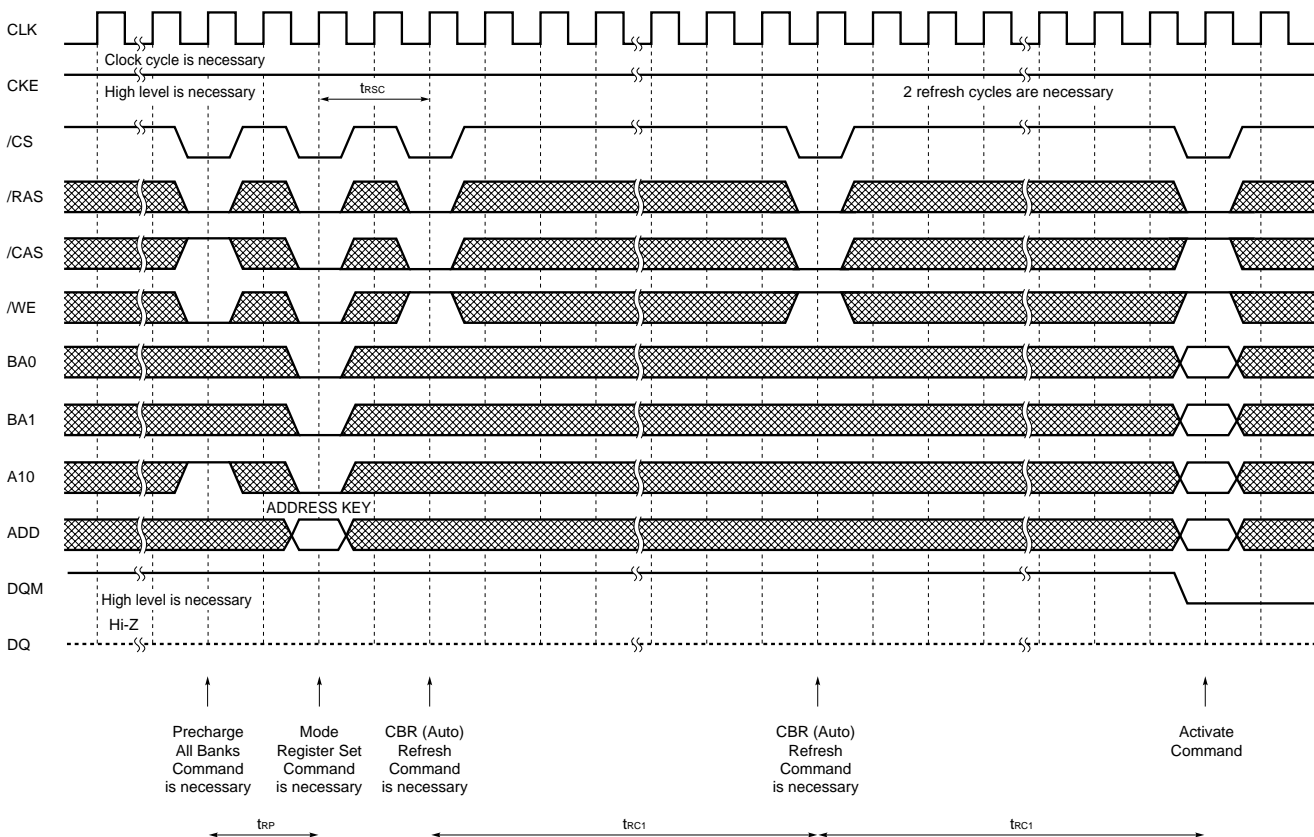 CLK
Clock cycle is necessary
CKE
High level is necessary
tRSC
2 refresh cycles are necessary
/CS
/RAS
/CAS
/WE
BA0
BA1
A10
ADDRESS KEY
ADD
DQM
High level is necessary
Hi-Z
DQ
Precharge
All Banks
Command
is necessary
Mode
Register Set
Command
is necessary
CBR (Auto)
Refresh
Command
is necessary
CBR (Auto)
Refresh
Command
is necessary
Activate
Command
tRP
tRC1
tRC1